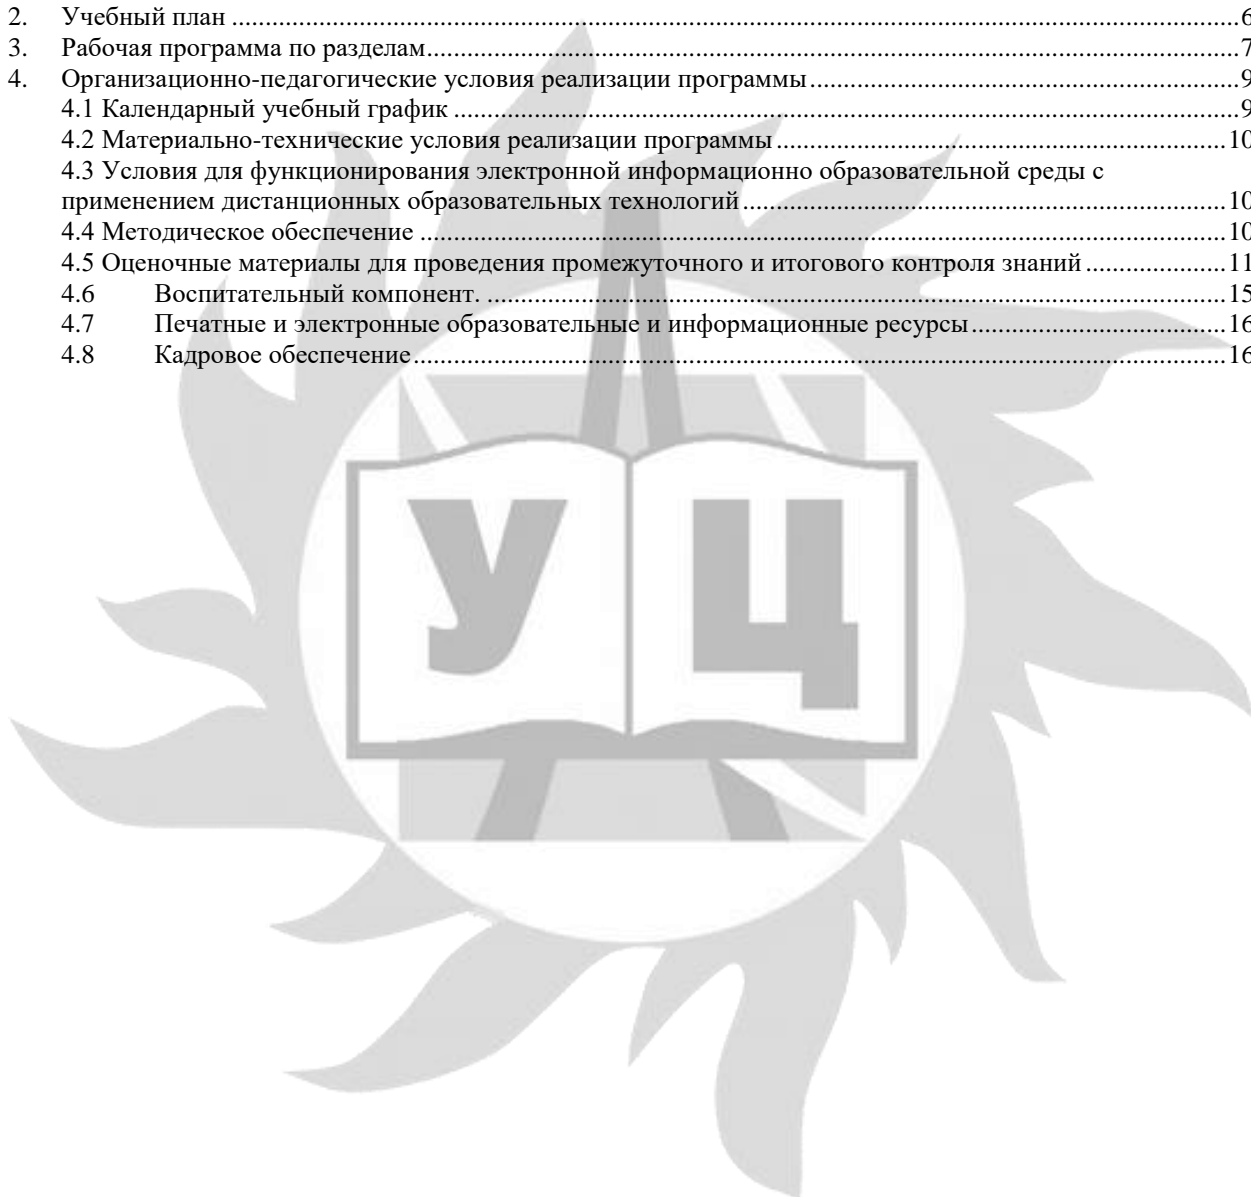 2. Учебный план ........ 6
3. Рабочая программа по разделам ........ 7
4. Организационно-педагогические условия реализации программы ........ 9
4.1 Календарный учебный график ........ 9
4.2 Материально-технические условия реализации программы ........ 10
4.3 Условия для функционирования электронной информационно образовательной среды с
применением дистанционных образовательных технологий ........ 10
4.4 Методическое обеспечение ........ 10
4.5 Оценочные материалы для проведения промежуточного и итогового контроля знаний ........ 11
4.6 Воспитательный компонент. ........ 15
4.7 Печатные и электронные образовательные и информационные ресурсы ........ 16
4.8 Кадровое обеспечение ........ 16
УЦ